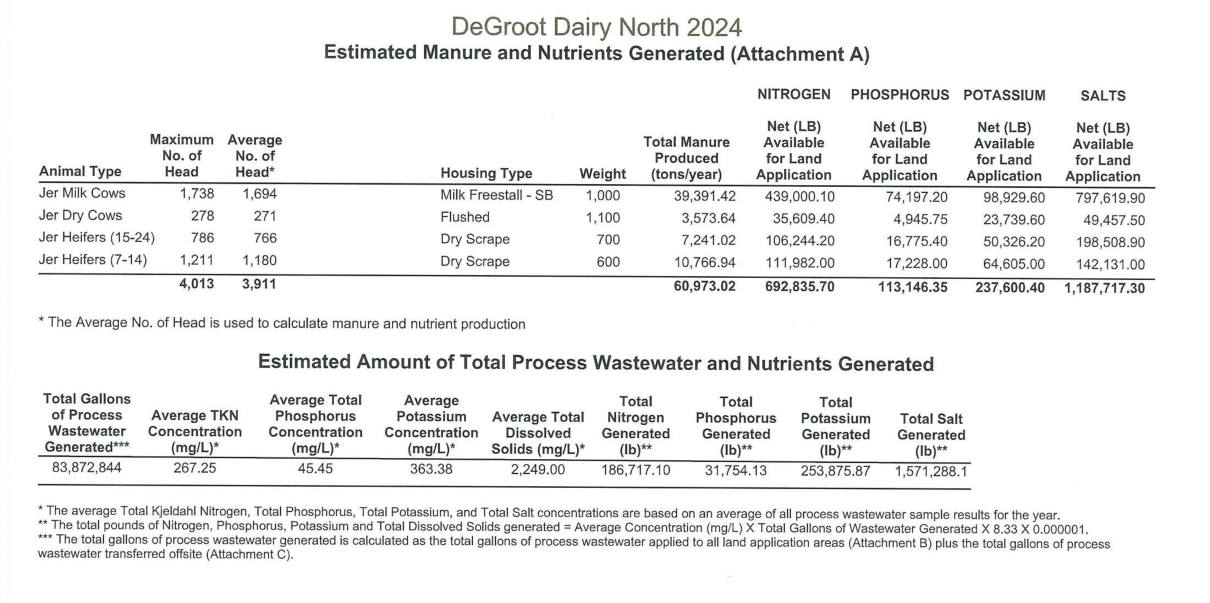 DeGroot Dairy North 2024
Estimated Manure and Nutrients Generated (Attachment A)
NITROGEN PHOSPHORUS POTASSIUM SALTS
Animal Type Maximum No. of Head Average No. of Head* Housing Type Weight Total Manure Produced (tons/year) Net (LB) Available for Land Application Net (LB) Available for Land Application Net (LB) Available for Land Application Net (LB) Available for Land Application
Jer Milk Cows 1,738 1,694 Milk Freestall - SB 1,000 39,391.42 439,000.10 74,197.20 98,929.60 797,619.90
Jer Dry Cows 278 271 Flushed 1,100 3,573.64 35,609.40 4,945.75 23,739.60 49,457.50
Jer Heifers (15-24) 786 766 Dry Scrape 700 7,241.02 106,244.20 16,775.40 50,326.20 198,508.90
Jer Heifers (7-14) 1,211 1,180 Dry Scrape 600 10,766.94 111,982.00 17,228.00 64,605.00 142,131.00
4,013 3,911 60,973.02 692,835.70 113,146.35 237,600.40 1,187,717.30
* The Average No. of Head is used to calculate manure and nutrient production
Estimated Amount of Total Process Wastewater and Nutrients Generated
Total Gallons of Process Wastewater Generated*** Average TKN Concentration (mg/L)* Average Total Phosphorus Concentration (mg/L)* Average Potassium Concentration (mg/L)* Average Total Dissolved Solids (mg/L)* Total Nitrogen Generated (lb)** Total Phosphorus Generated (lb)** Total Potassium Generated (lb)** Total Salt Generated (lb)**
83,872,844 267.25 45.45 363.38 2,249.00 186,717.10 31,754.13 253,875.87 1,571,288.1
* The average Total Kjeldahl Nitrogen, Total Phosphorus, Total Potassium, and Total Salt concentrations are based on an average of all process wastewater sample results for the year.
** The total pounds of Nitrogen, Phosphorus, Potassium and Total Dissolved Solids generated = Average Concentration (mg/L) X Total Gallons of Wastewater Generated X 8.33 X 0.000001.
*** The total gallons of process wastewater generated is calculated as the total gallons of process wastewater applied to all land application areas (Attachment B) plus the total gallons of process
wastewater transferred offsite (Attachment C).